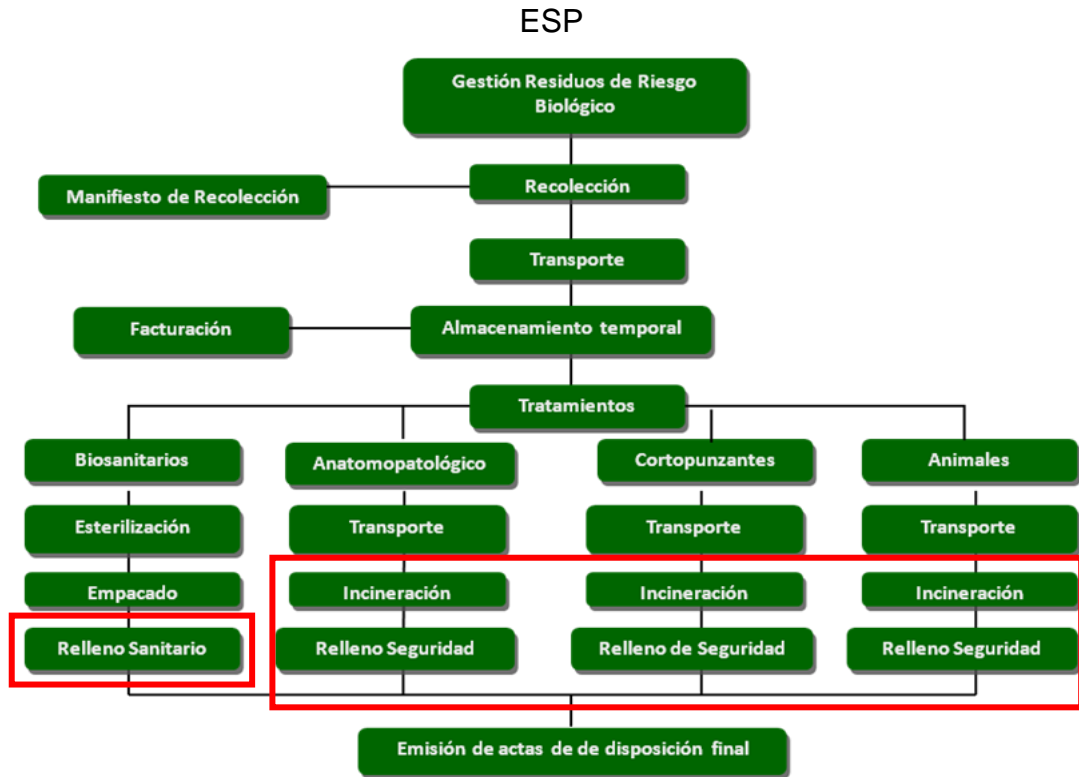 ESP
Gestión Residuos de Riesgo
Biológico
Manifiesto de Recolección
Recolección
Transporte
Facturación
Almacenamiento temporal
Tratamientos
Biosanitarios
Anatomopatológico
Cortopunzantes
Animales
Esterilización
Transporte
Transporte
Transporte
Empacado
Incineración
Incineración
Incineración
Relleno Sanitario
Relleno Seguridad
Relleno de Seguridad
Relleno Seguridad
Emisión de actas de de disposición final